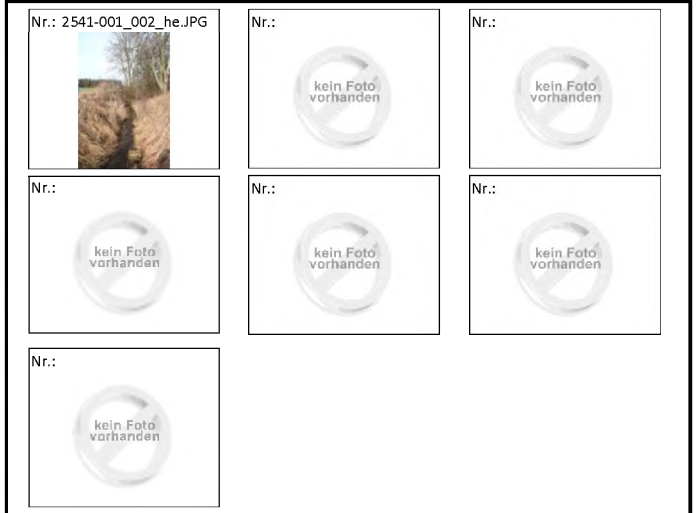 Nr.: 2541-001_002_he.JPG
Nr.:
kein Foto
vorhanden
Nr.:
kein Foto
vorhanden
Nr.:
kein Foto
vorhanden
Nr.:
kein Foto
vorhanden
Nr.:
kein Foto
vorhanden
Nr.:
kein Foto
vorhanden